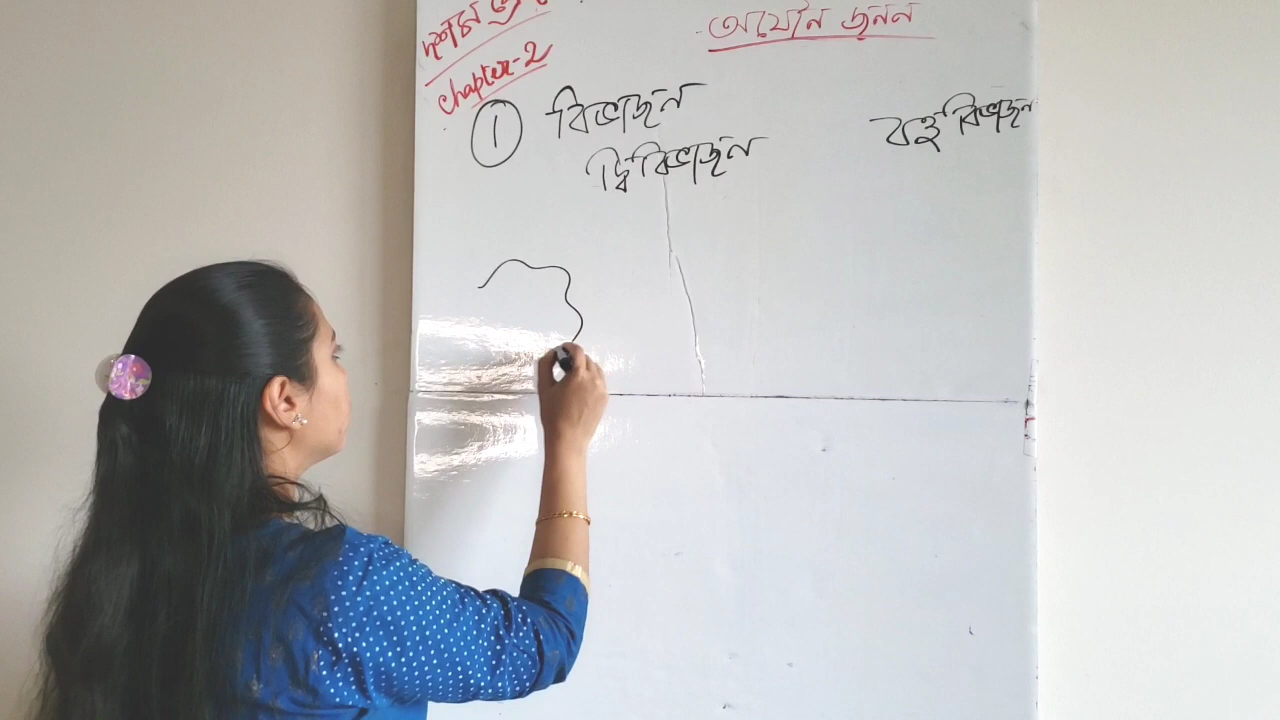 দশম
Chapter-2
অযৌন জনন
① বিভাজন
দ্বিবিভাজন
বহুবিভাজন